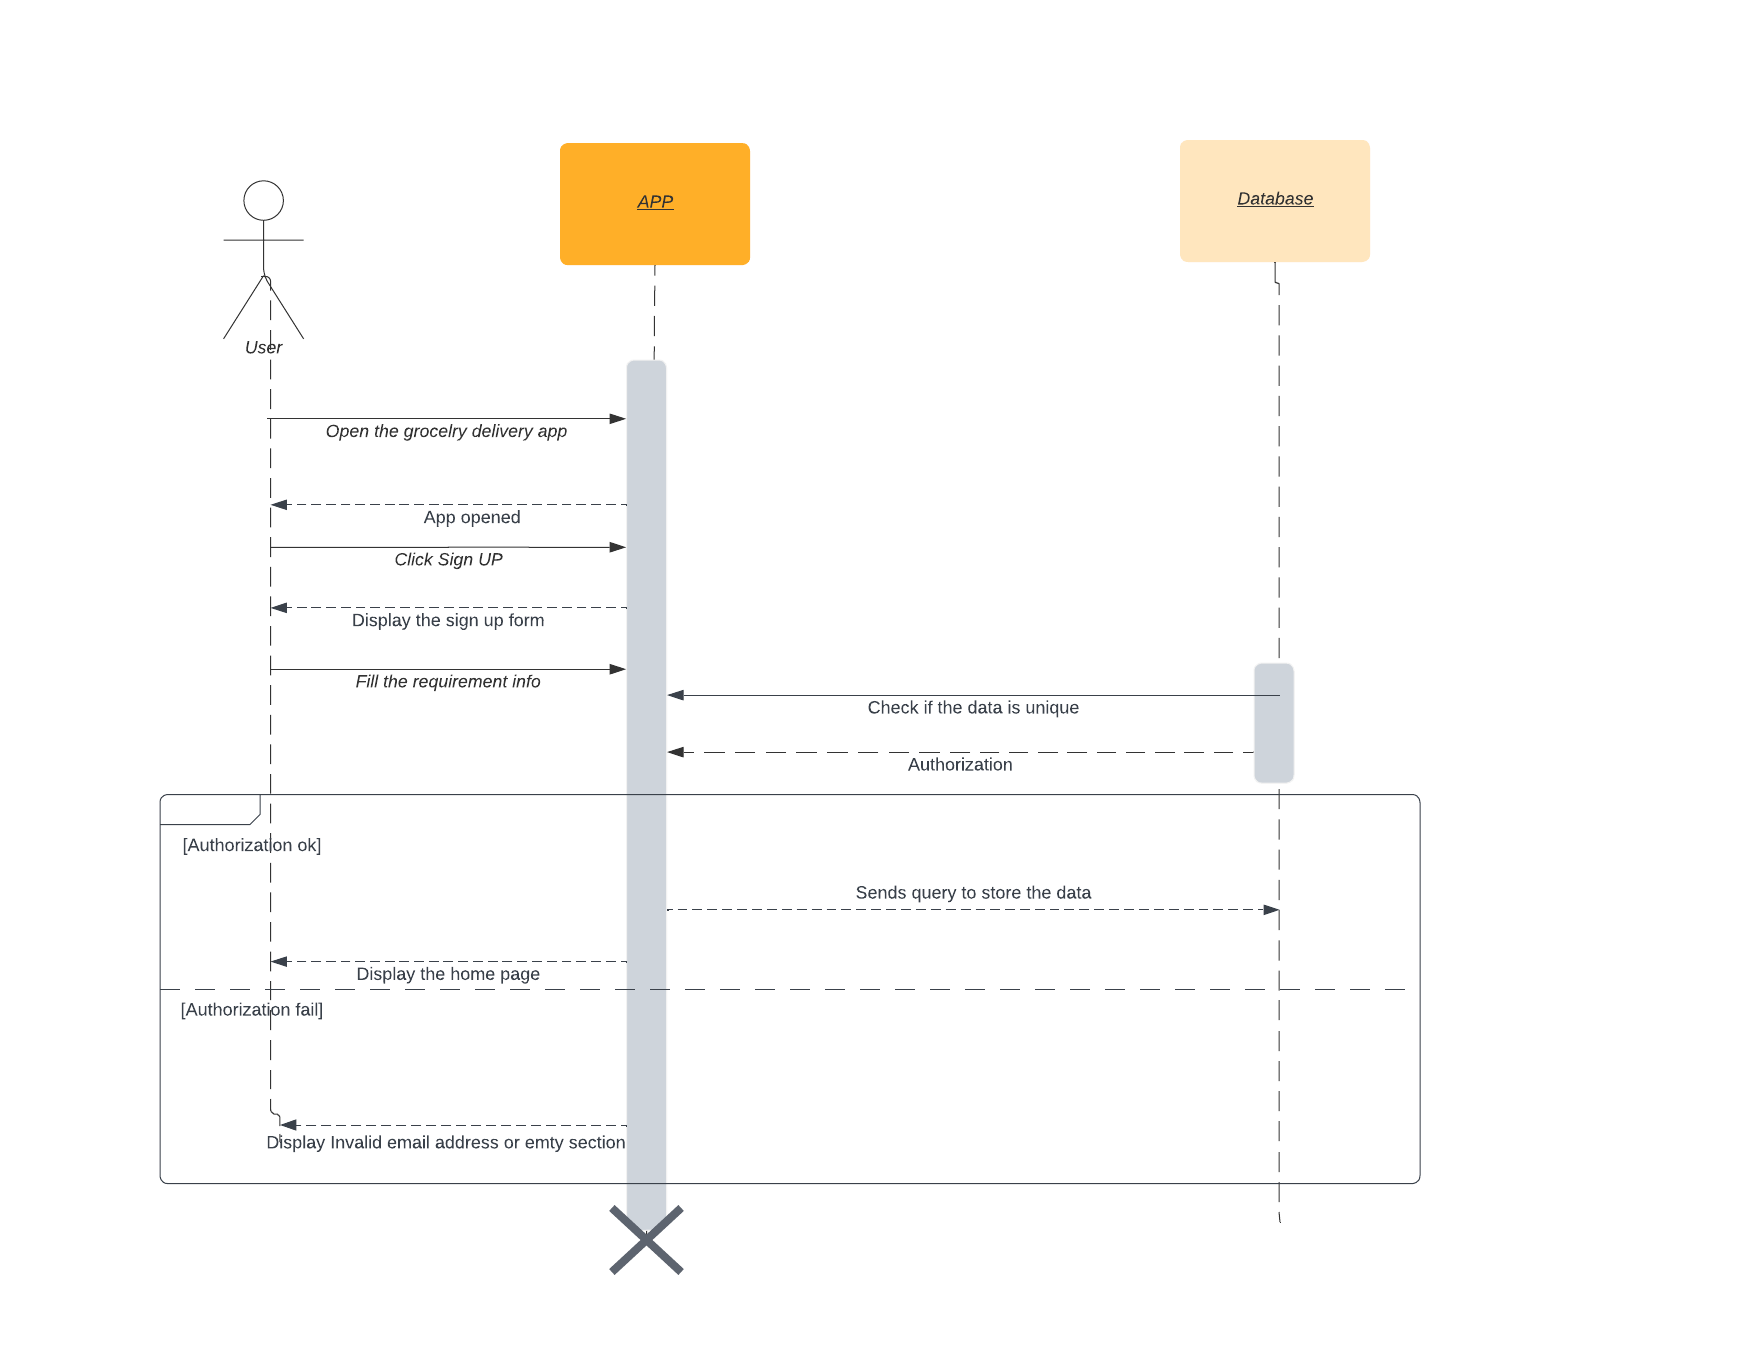 APP
Database
User
Open the grocelry delivery app
App opened
Click Sign UP
Display the sign up form
Fill the requirement info
Check if the data is unique
Authorization
[Authorization ok]
Sends query to store the data
Display the home page
[Authorization fail]
Display Invalid email address or emty section